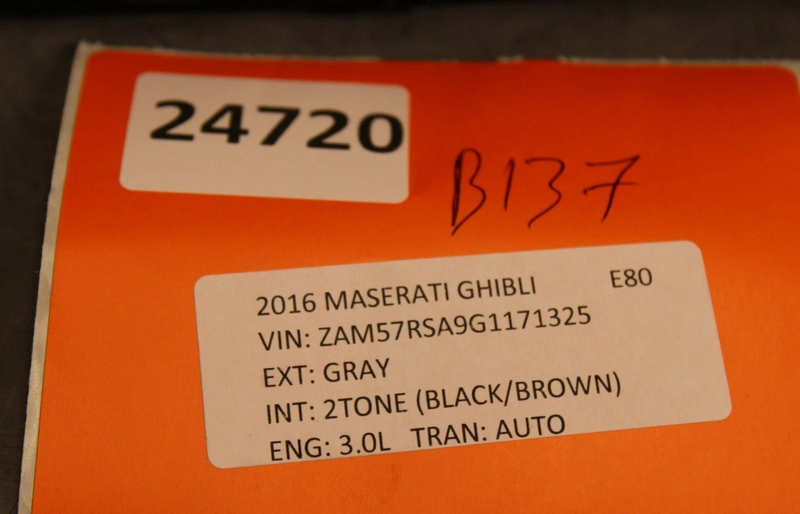 24720
B137
2016 MASERATI GHIBLI E80
VIN: ZAM57RSA9G1171325
EXT: GRAY
INT: 2TONE (BLACK/BROWN)
ENG: 3.0L TRAN: AUTO